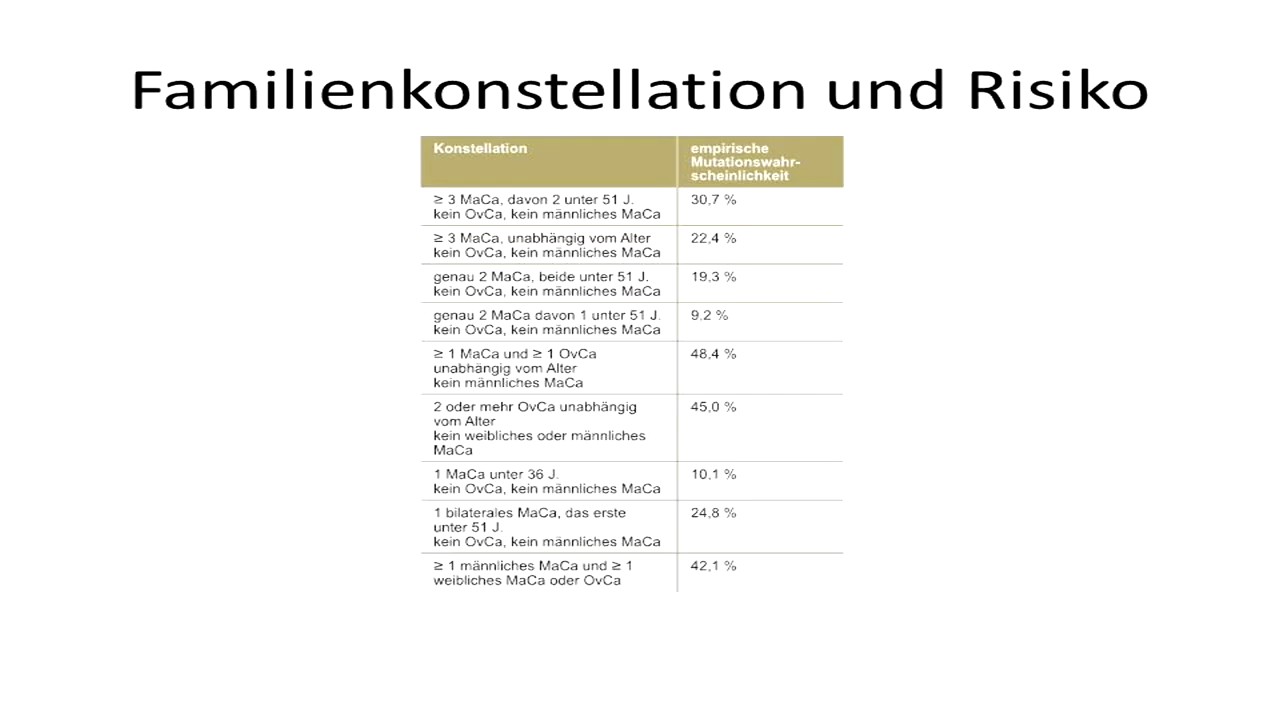 Familienkonstellation und Risiko
Konstellation
empirische
Mutationswahr-
scheinlichkeit
≥ 3 MaCa, davon 2 unter 51 J.
kein OvCa, kein männliches MaCa
30,7 %
≥ 3 MaCa, unabhängig vom Alter
kein OvCa, kein männliches MaCa
22,4 %
genau 2 MaCa, beide unter 51 J.
kein OvCa, kein männliches MaCa
19,3 %
genau 2 MaCa davon 1 unter 51 J.
kein OvCa, kein männliches MaCa
9,2 %
≥ 1 MaCa und ≥ 1 OvCa
unabhängig vom Alter
kein männliches MaCa
48,4 %
2 oder mehr OvCa unabhängig
vom Alter
kein weibliches oder männliches
MaCa
45,0 %
1 MaCa unter 36 J.
kein OvCa, kein männliches MaCa
10,1 %
1 bilaterales MaCa, das erste
unter 51 J.
kein OvCa, kein männliches MaCa
24,8 %
≥ 1 männliches MaCa und ≥ 1
weibliches MaCa oder OvCa
42,1 %